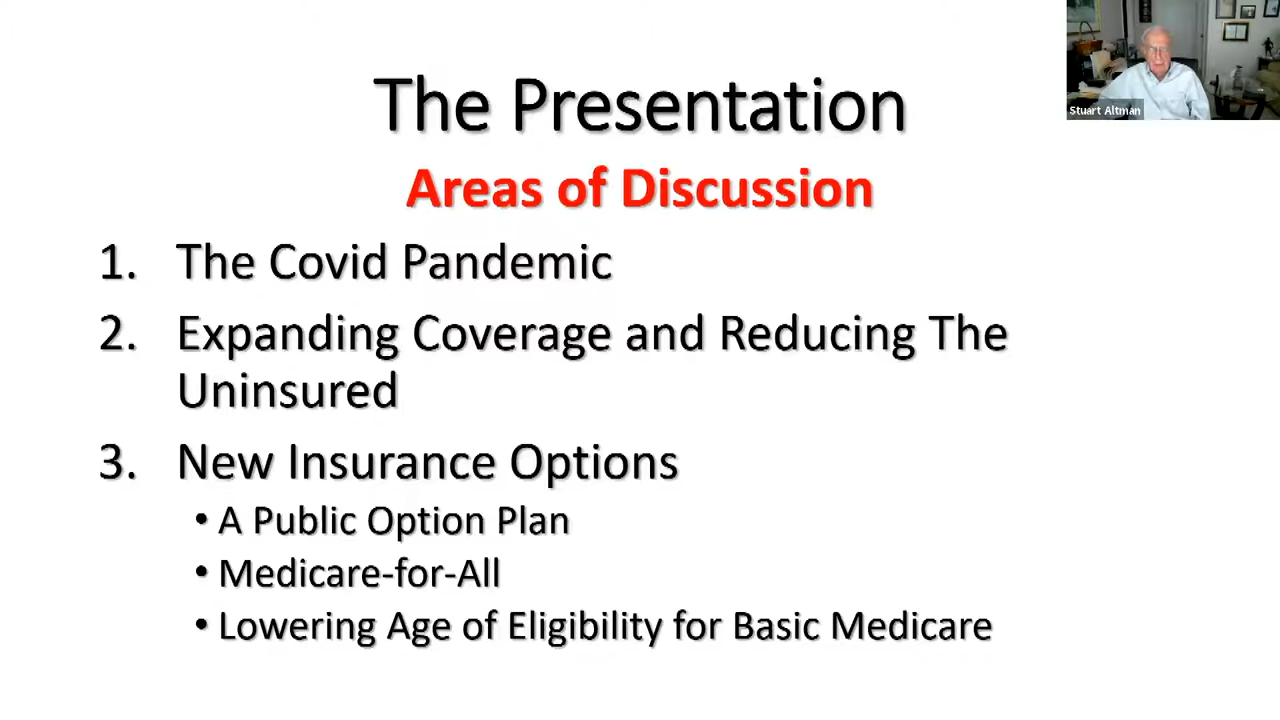 The Presentation
Stuart Altman
Areas of Discussion
1. The Covid Pandemic
2. Expanding Coverage and Reducing The
Uninsured
3. New Insurance Options
• A Public Option Plan
• Medicare-for-All
• Lowering Age of Eligibility for Basic Medicare